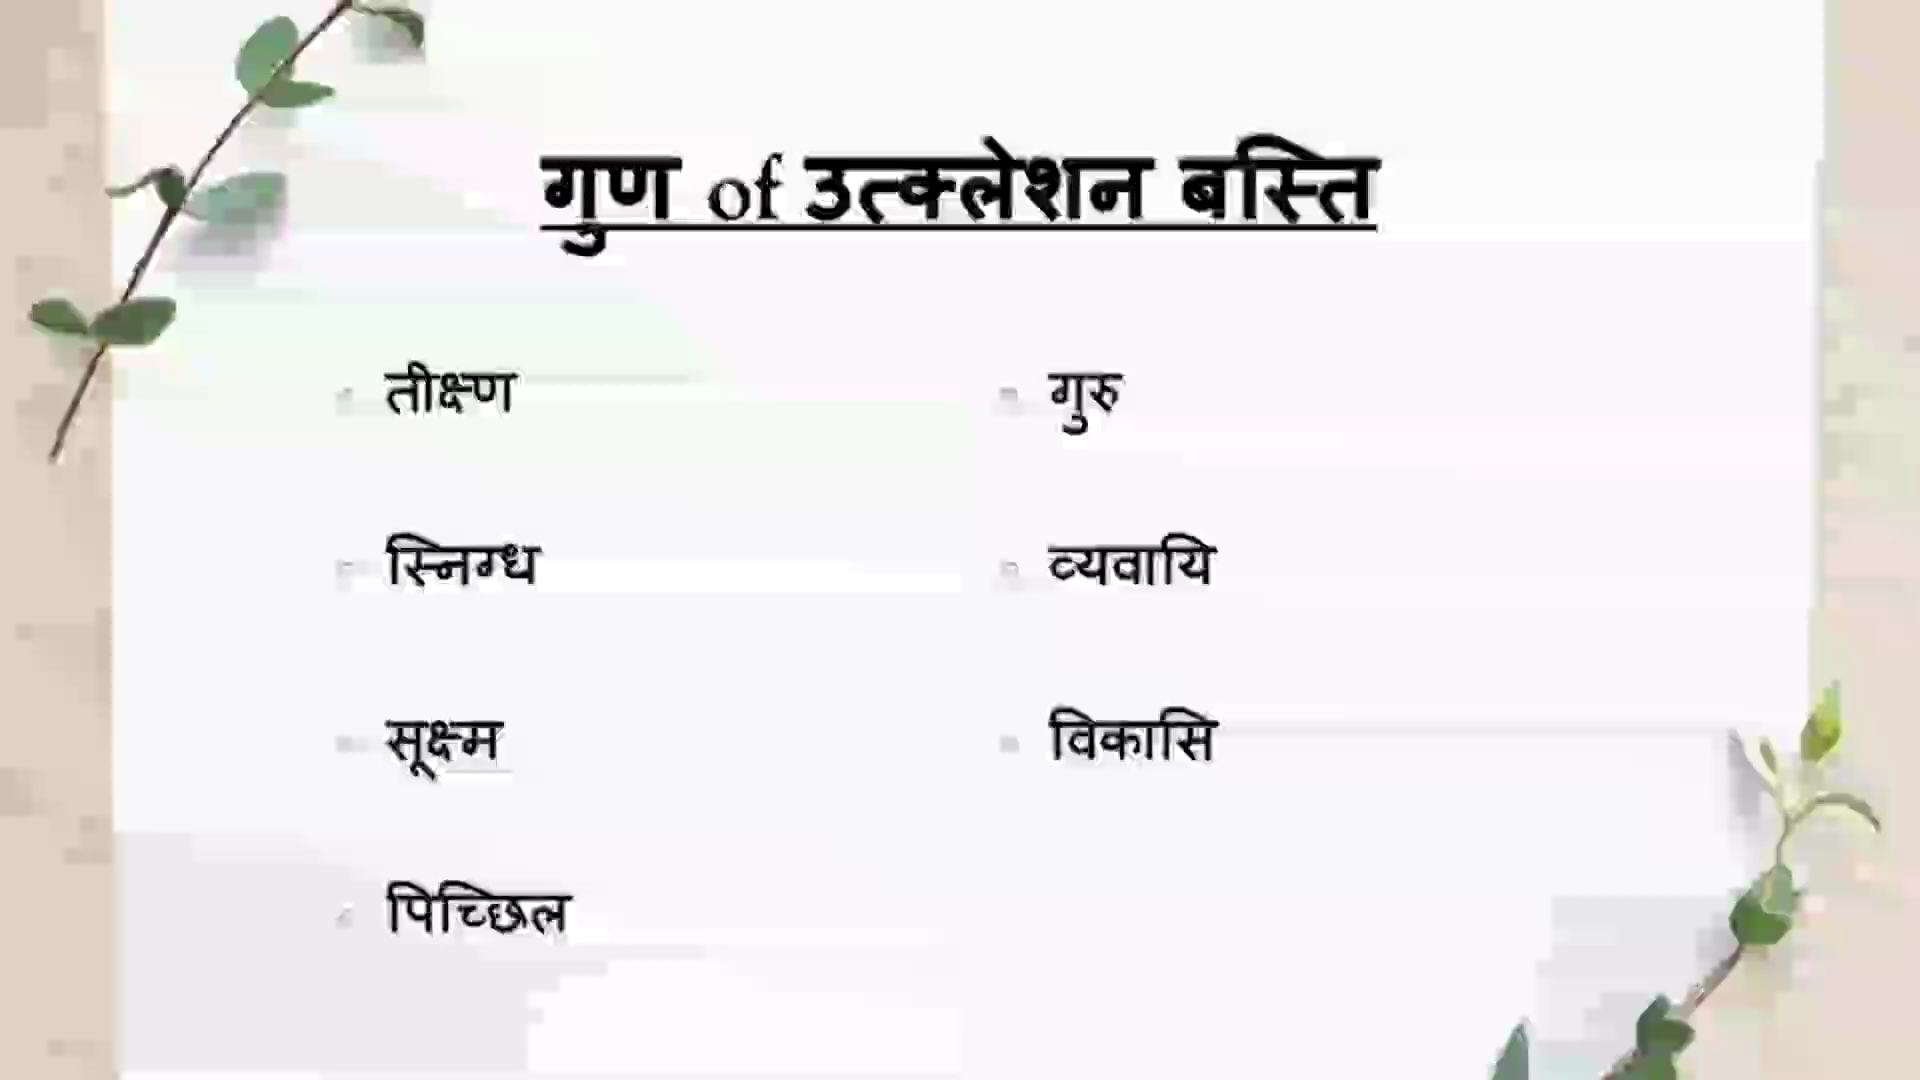 गुण of उत्क्लेशन बस्ति
तीक्ष्ण
स्निग्ध
सूक्ष्म
पिच्छिल
गुरु
व्यवायि
विकासि